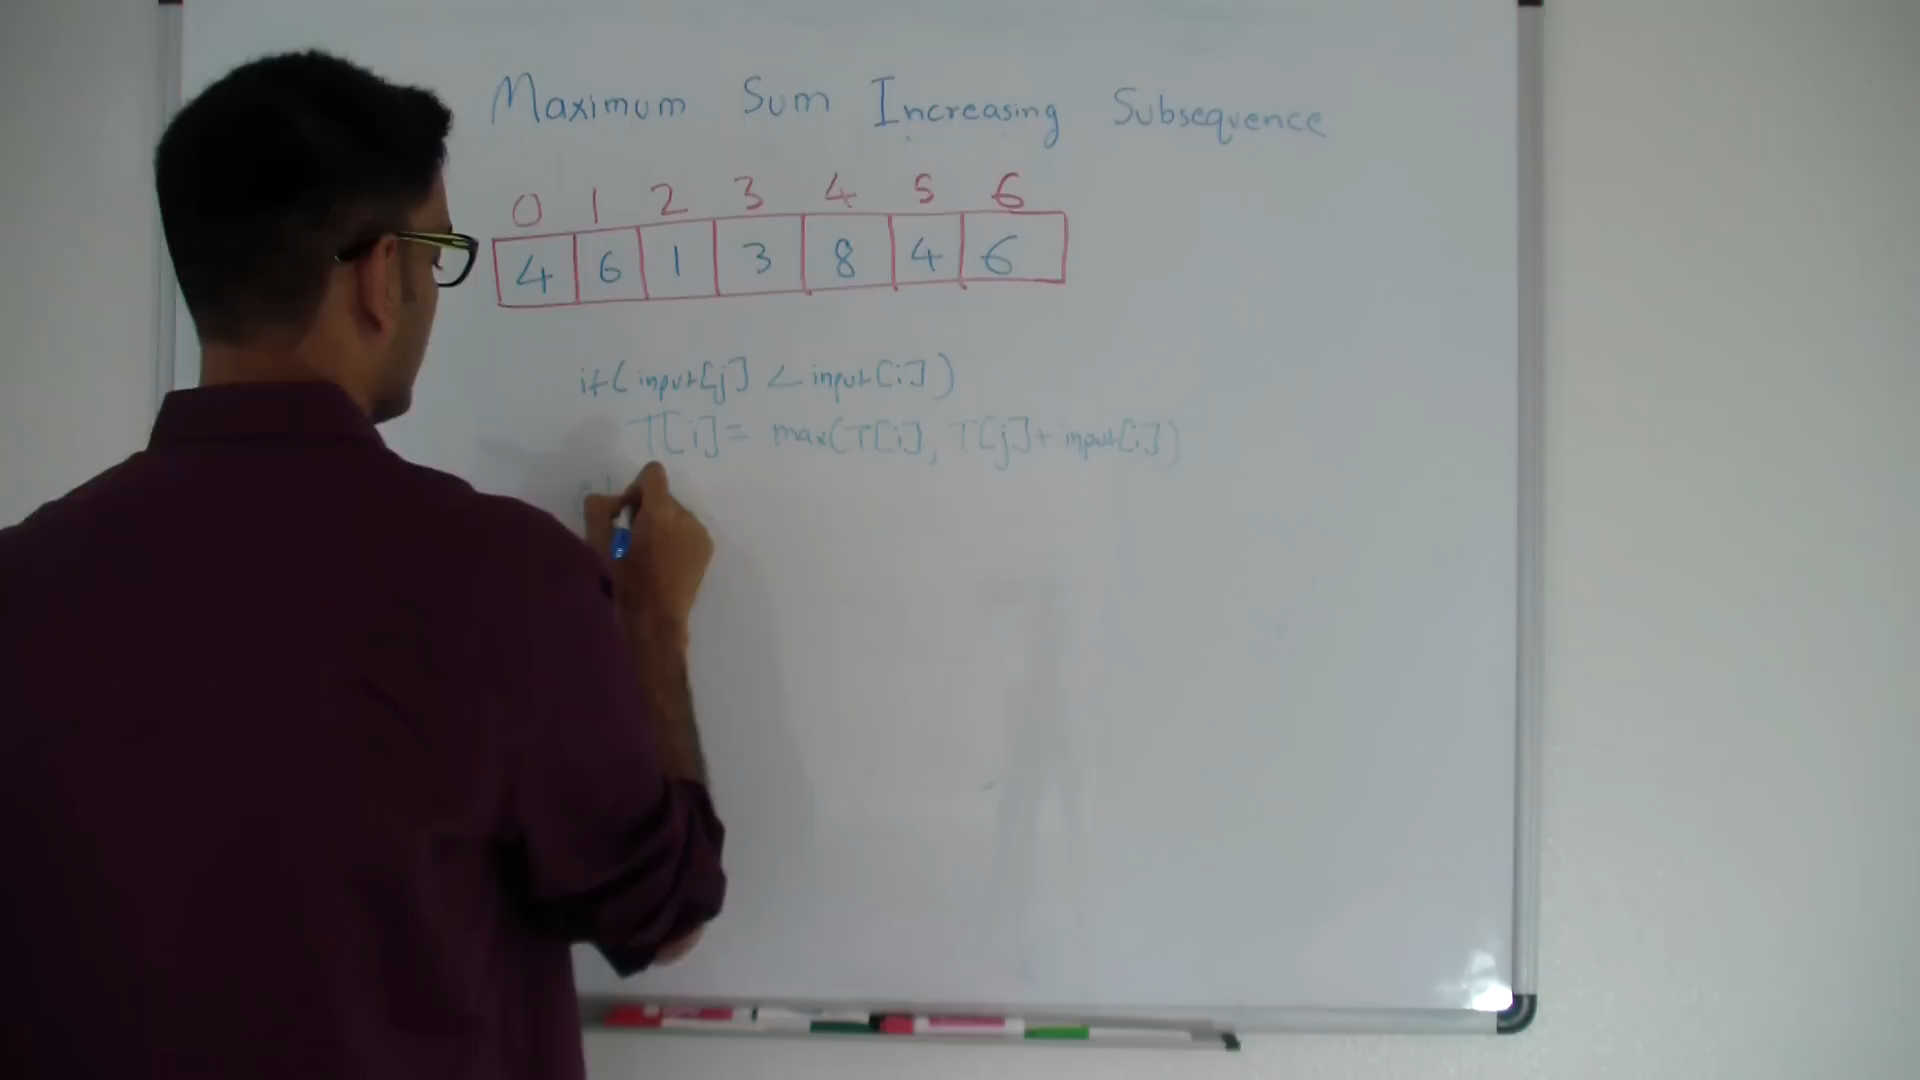 Maximum Sum Increasing Subsequence
0 1 2 3 4 5 6
4 6 1 3 8 4 6
if(input[j] < input[i])
T[i] = max(T[i], T[j] + input[i])